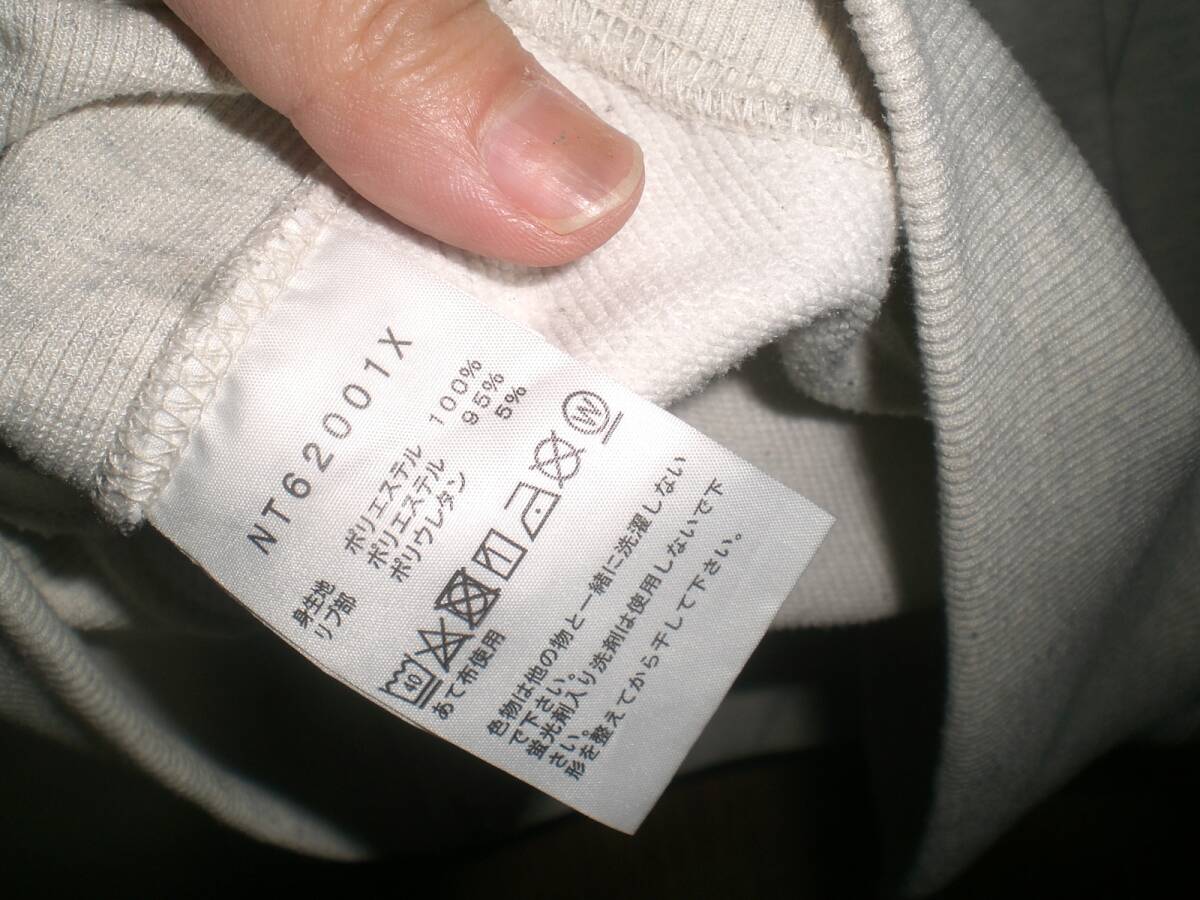 NT62001X
身生地 ポリエステル 100%
リブ部 ポリエステル 95%
ポリウレタン 5%
40 W
あて布使用
色物は他の物と一緒に洗濯しない
で下さい。
蛍光剤入り洗剤は使用しないで下
さい。
形を整えてから干して下さい。